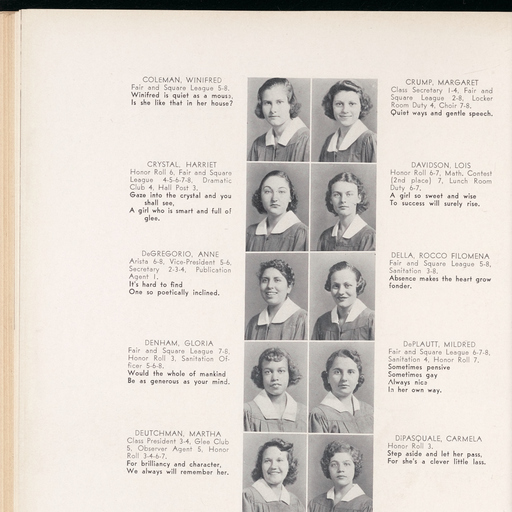 COLEMAN, WINIFRED
Fair and Square League 5-8.
Winifred is quiet as a mouse,
Is she like that in her house?
CRYSTAL, HARRIET
Honor Roll 6, Fair and Square
League 4-5-6-7-8, Dramatic
Club 4, Hall Post 3.
Gaze into the crystal and you
shall see,
A girl who is smart and full of
glee.
DeGREGORIO, ANNE
Arista 6-8, Vice-President 5-6,
Secretary 2-3-4, Publication
Agent 1.
It's hard to find
One so poetically inclined.
DENHAM, GLORIA
Fair and Square League 7-8,
Honor Roll 3, Sanitation Of-
ficer 5-6-8.
Would the whole of mankind
Be as generous as your mind.
DEUTCHMAN, MARTHA
Class President 3-4, Glee Club
5, Observer Agent 5, Honor
Roll 3-4-6-7.
For brilliancy and character,
We always will remember her.
CRUMP, MARGARET
Class Secretary 1-4, Fair and
Square League 2-8, Locker
Room Duty 4, Choir 7-8.
Quiet ways and gentle speech.
DAVIDSON, LOIS
Honor Roll 6-7, Math. Contest
(2nd place) 7, Lunch Room
Duty 6-7.
A girl so sweet and wise
To success will surely rise.
DELLA, ROCCO FILOMENA
Fair and Square League 5-8,
Sanitation 3-8.
Absence makes the heart grow
fonder.
DePLAUTT, MILDRED
Fair and Square League 6-7-8,
Sanitation 4, Honor Roll 7.
Sometimes pensive
Sometimes gay
Always nice
In her own way.
DIPASQUALE, CARMELA
Honor Roll 3.
Step aside and let her pass,
For she's a clever little lass.